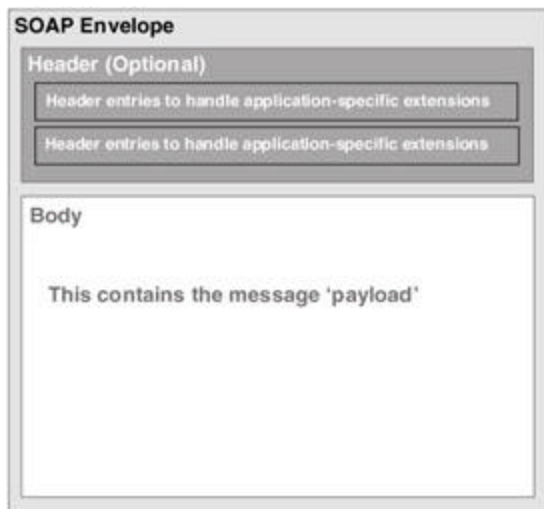 SOAP Envelope
Header (Optional)
Header entries to handle application-specific extensions
Header entries to handle application-specific extensions
Body
This contains the message ‘payload’